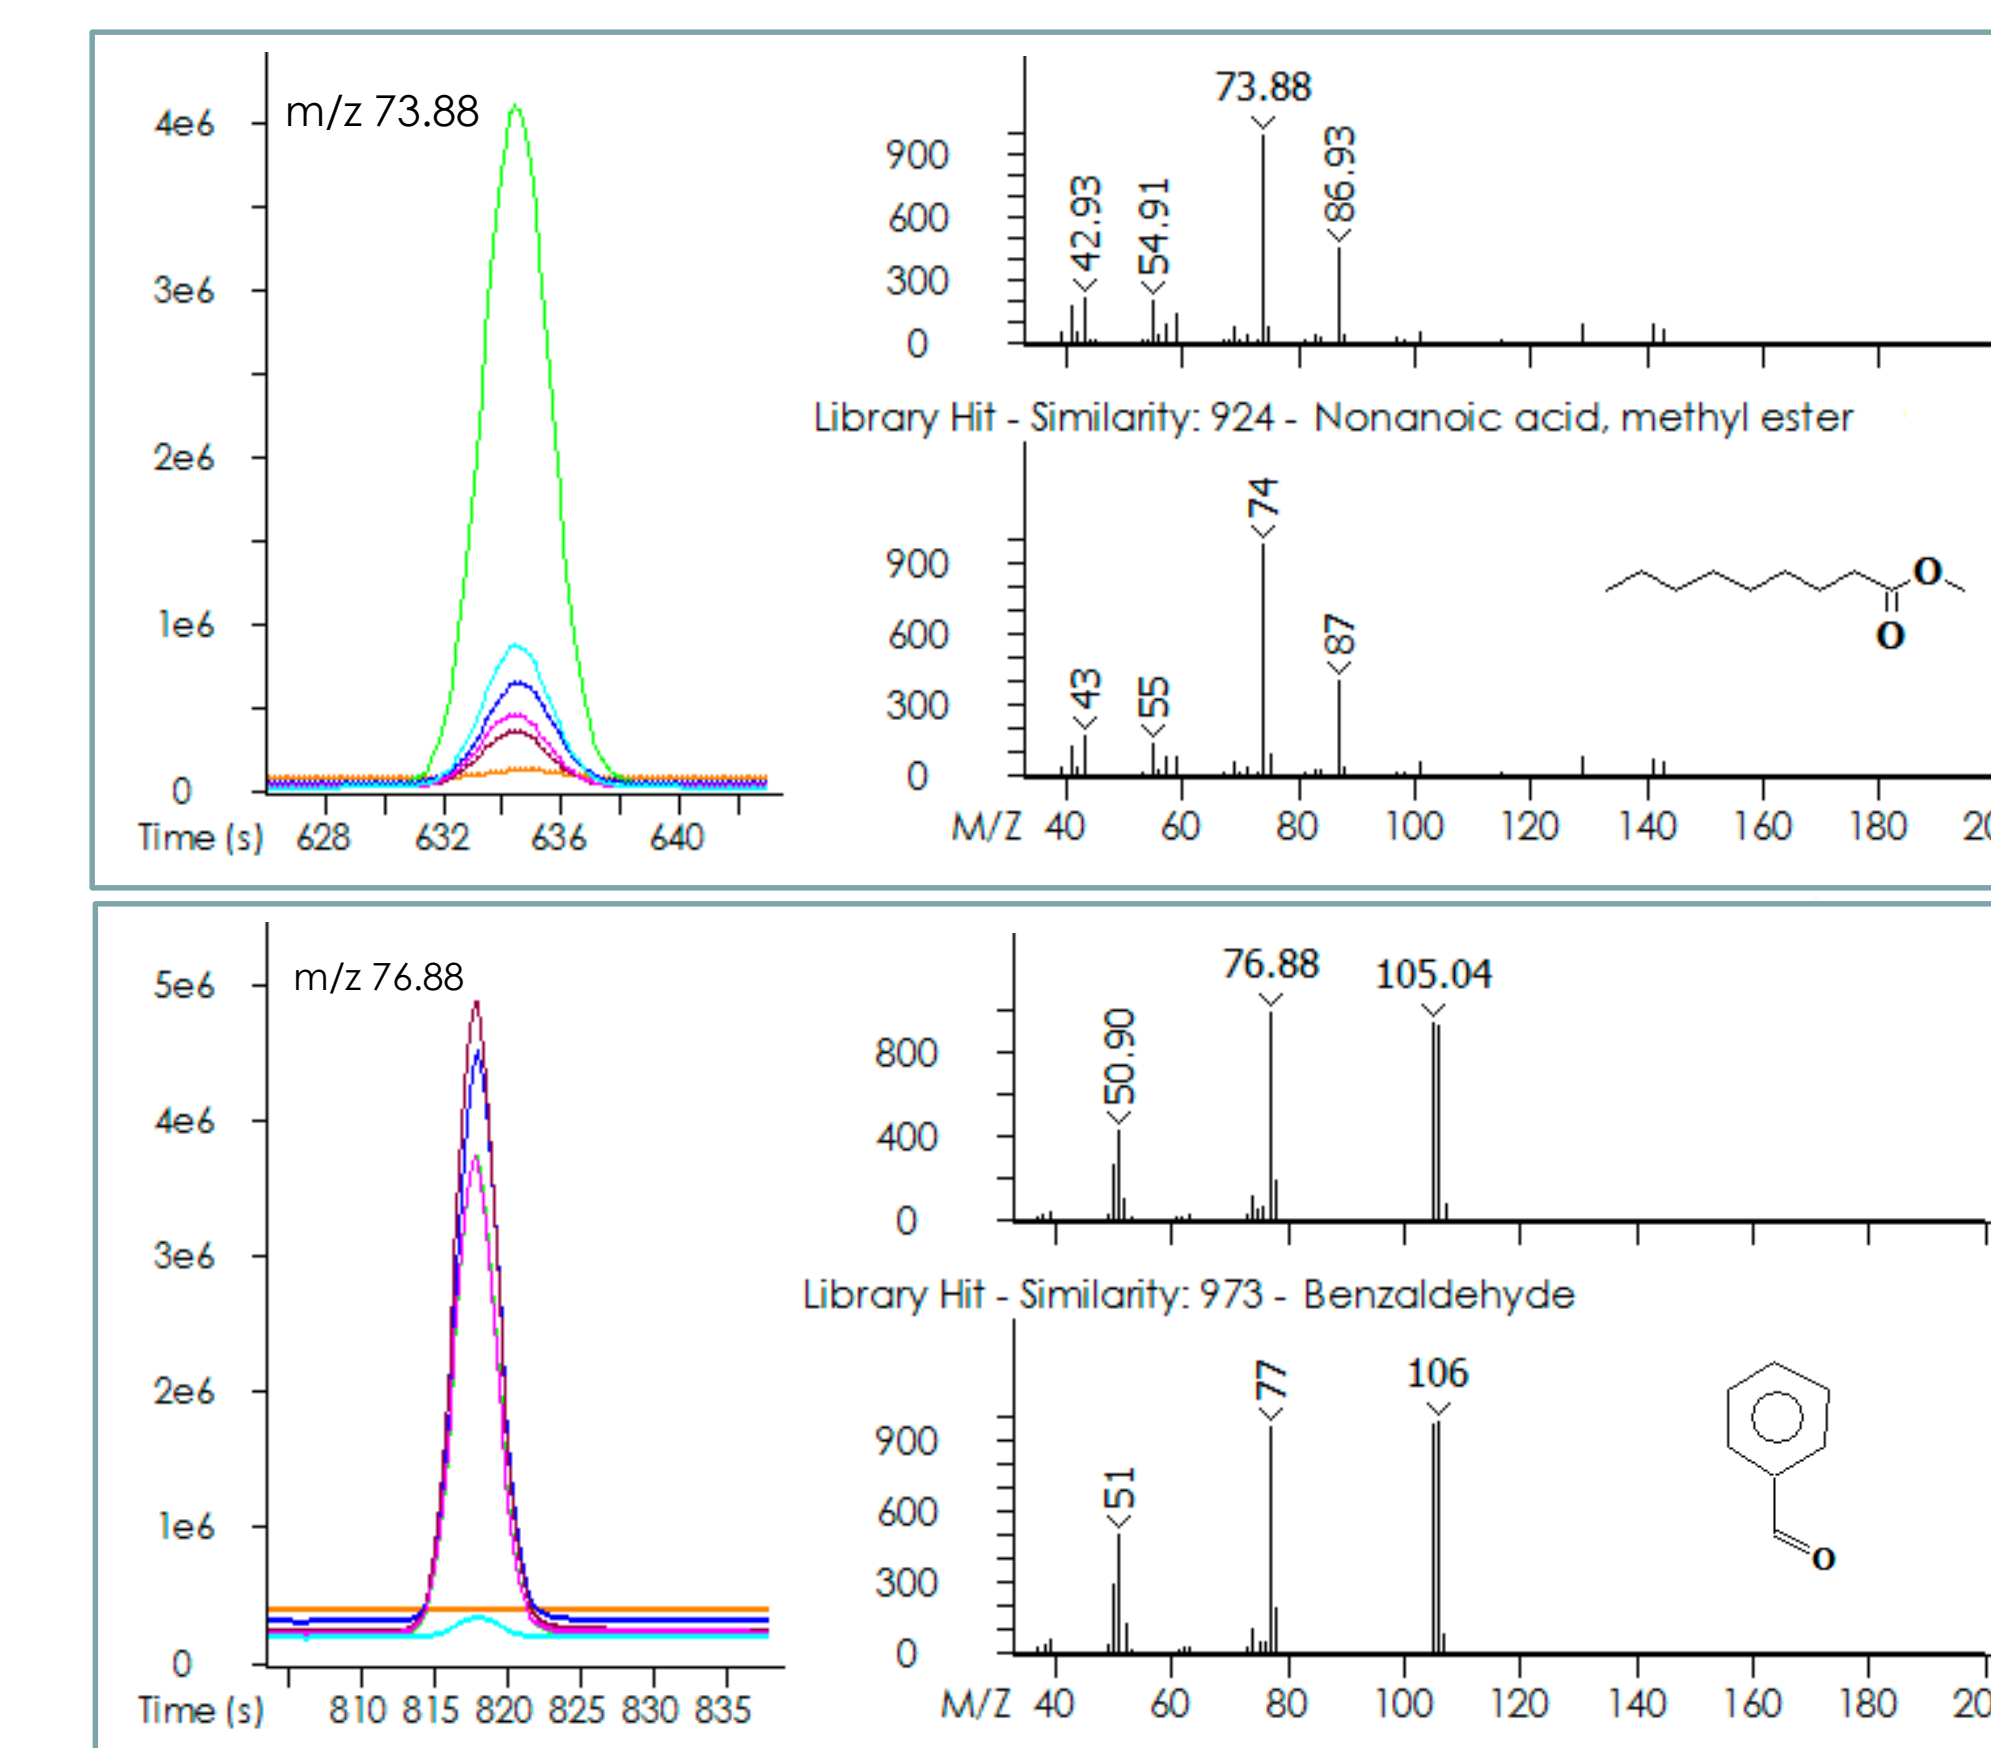 m/z 73.88
4e6
3e6
2e6
1e6
0
Time (s) 628 632 636 640
73.88
86.93
42.93
54.91
900
600
300
0
Library Hit - Similarity: 924 - Nonanoic acid, methyl ester
74
87
43
55
900
600
300
0
O
O
M/Z 40 60 80 100 120 140 160 180
m/z 76.88
5e6
4e6
3e6
2e6
1e6
0
Time (s) 810 815 820 825 830 835
76.88
105.04
50.90
800
400
0
Library Hit - Similarity: 973 - Benzaldehyde
77
106
51
900
600
300
0
O
M/Z 40 60 80 100 120 140 160 180